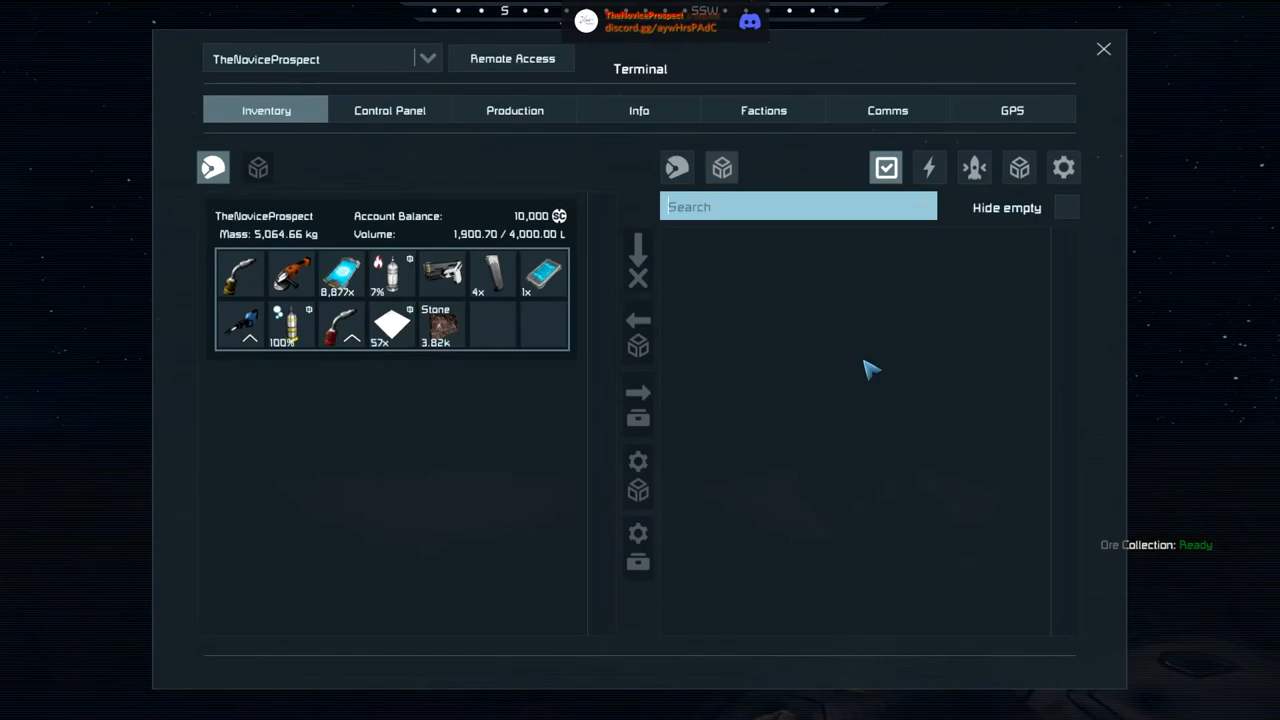 S SSW
TheNoviceProspect
discord.gg/aywHrsPAdC
TheNoviceProspect
Remote Access
Terminal
Inventory
Control Panel
Production
Info
Factions
Comms
GPS
TheNoviceProspect
Account Balance: 10,000 SC
Mass: 5,064.66 kg
Volume: 1,900.70 / 4,000.00 L
8,877x
7%
4x
1x
100%
57x
Stone
3.82k
Search
Hide empty
Ore Collection: Ready